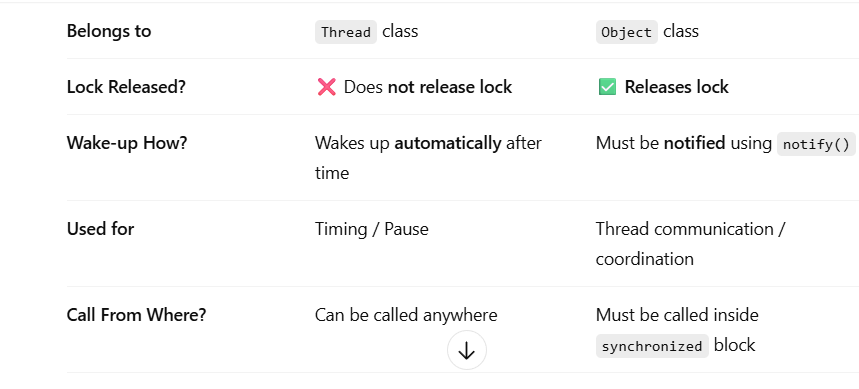 Belongs to Thread class Object class
Lock Released? ❌ Does not release lock ✅ Releases lock
Wake-up How? Wakes up automatically after Must be notified using notify()
time
Used for Timing / Pause Thread communication /
coordination
Call From Where? Can be called anywhere Must be called inside
synchronized block